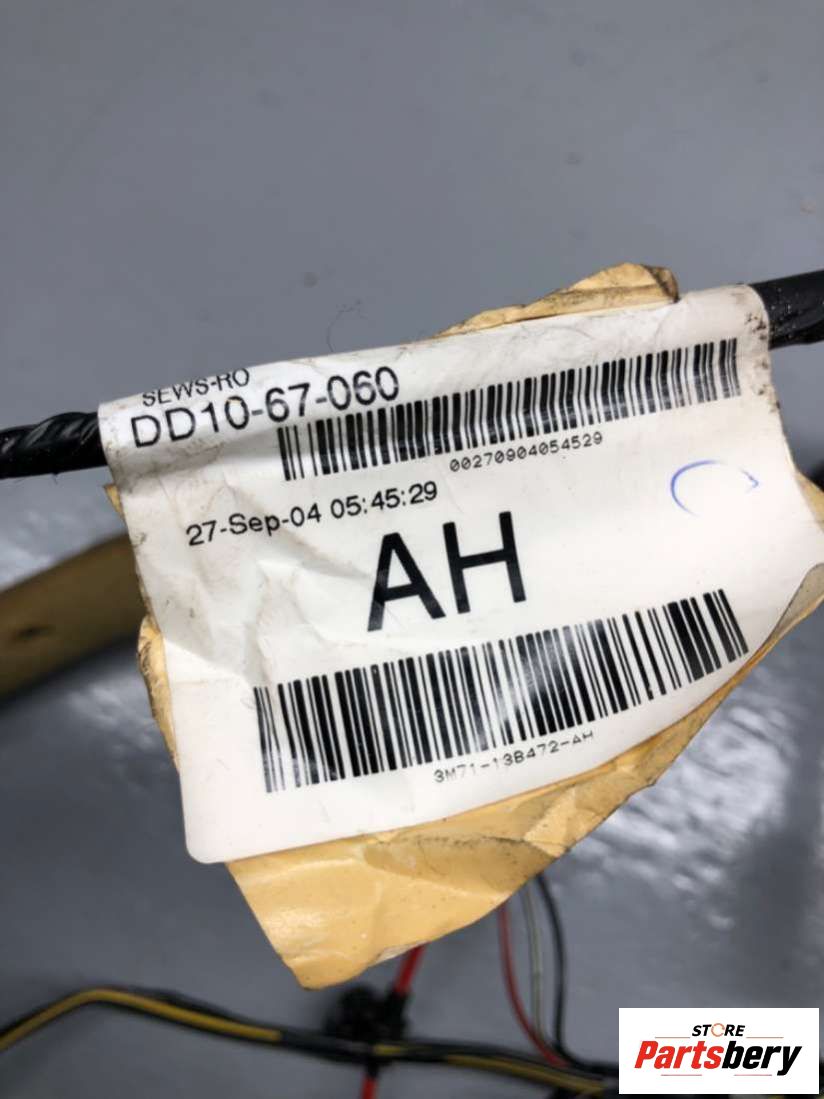 SEWS-RO
DD10-67-060
00270904054529
27-Sep-04 05:45:29
AH
3M71-13B472-AH
STORE
Partsbery